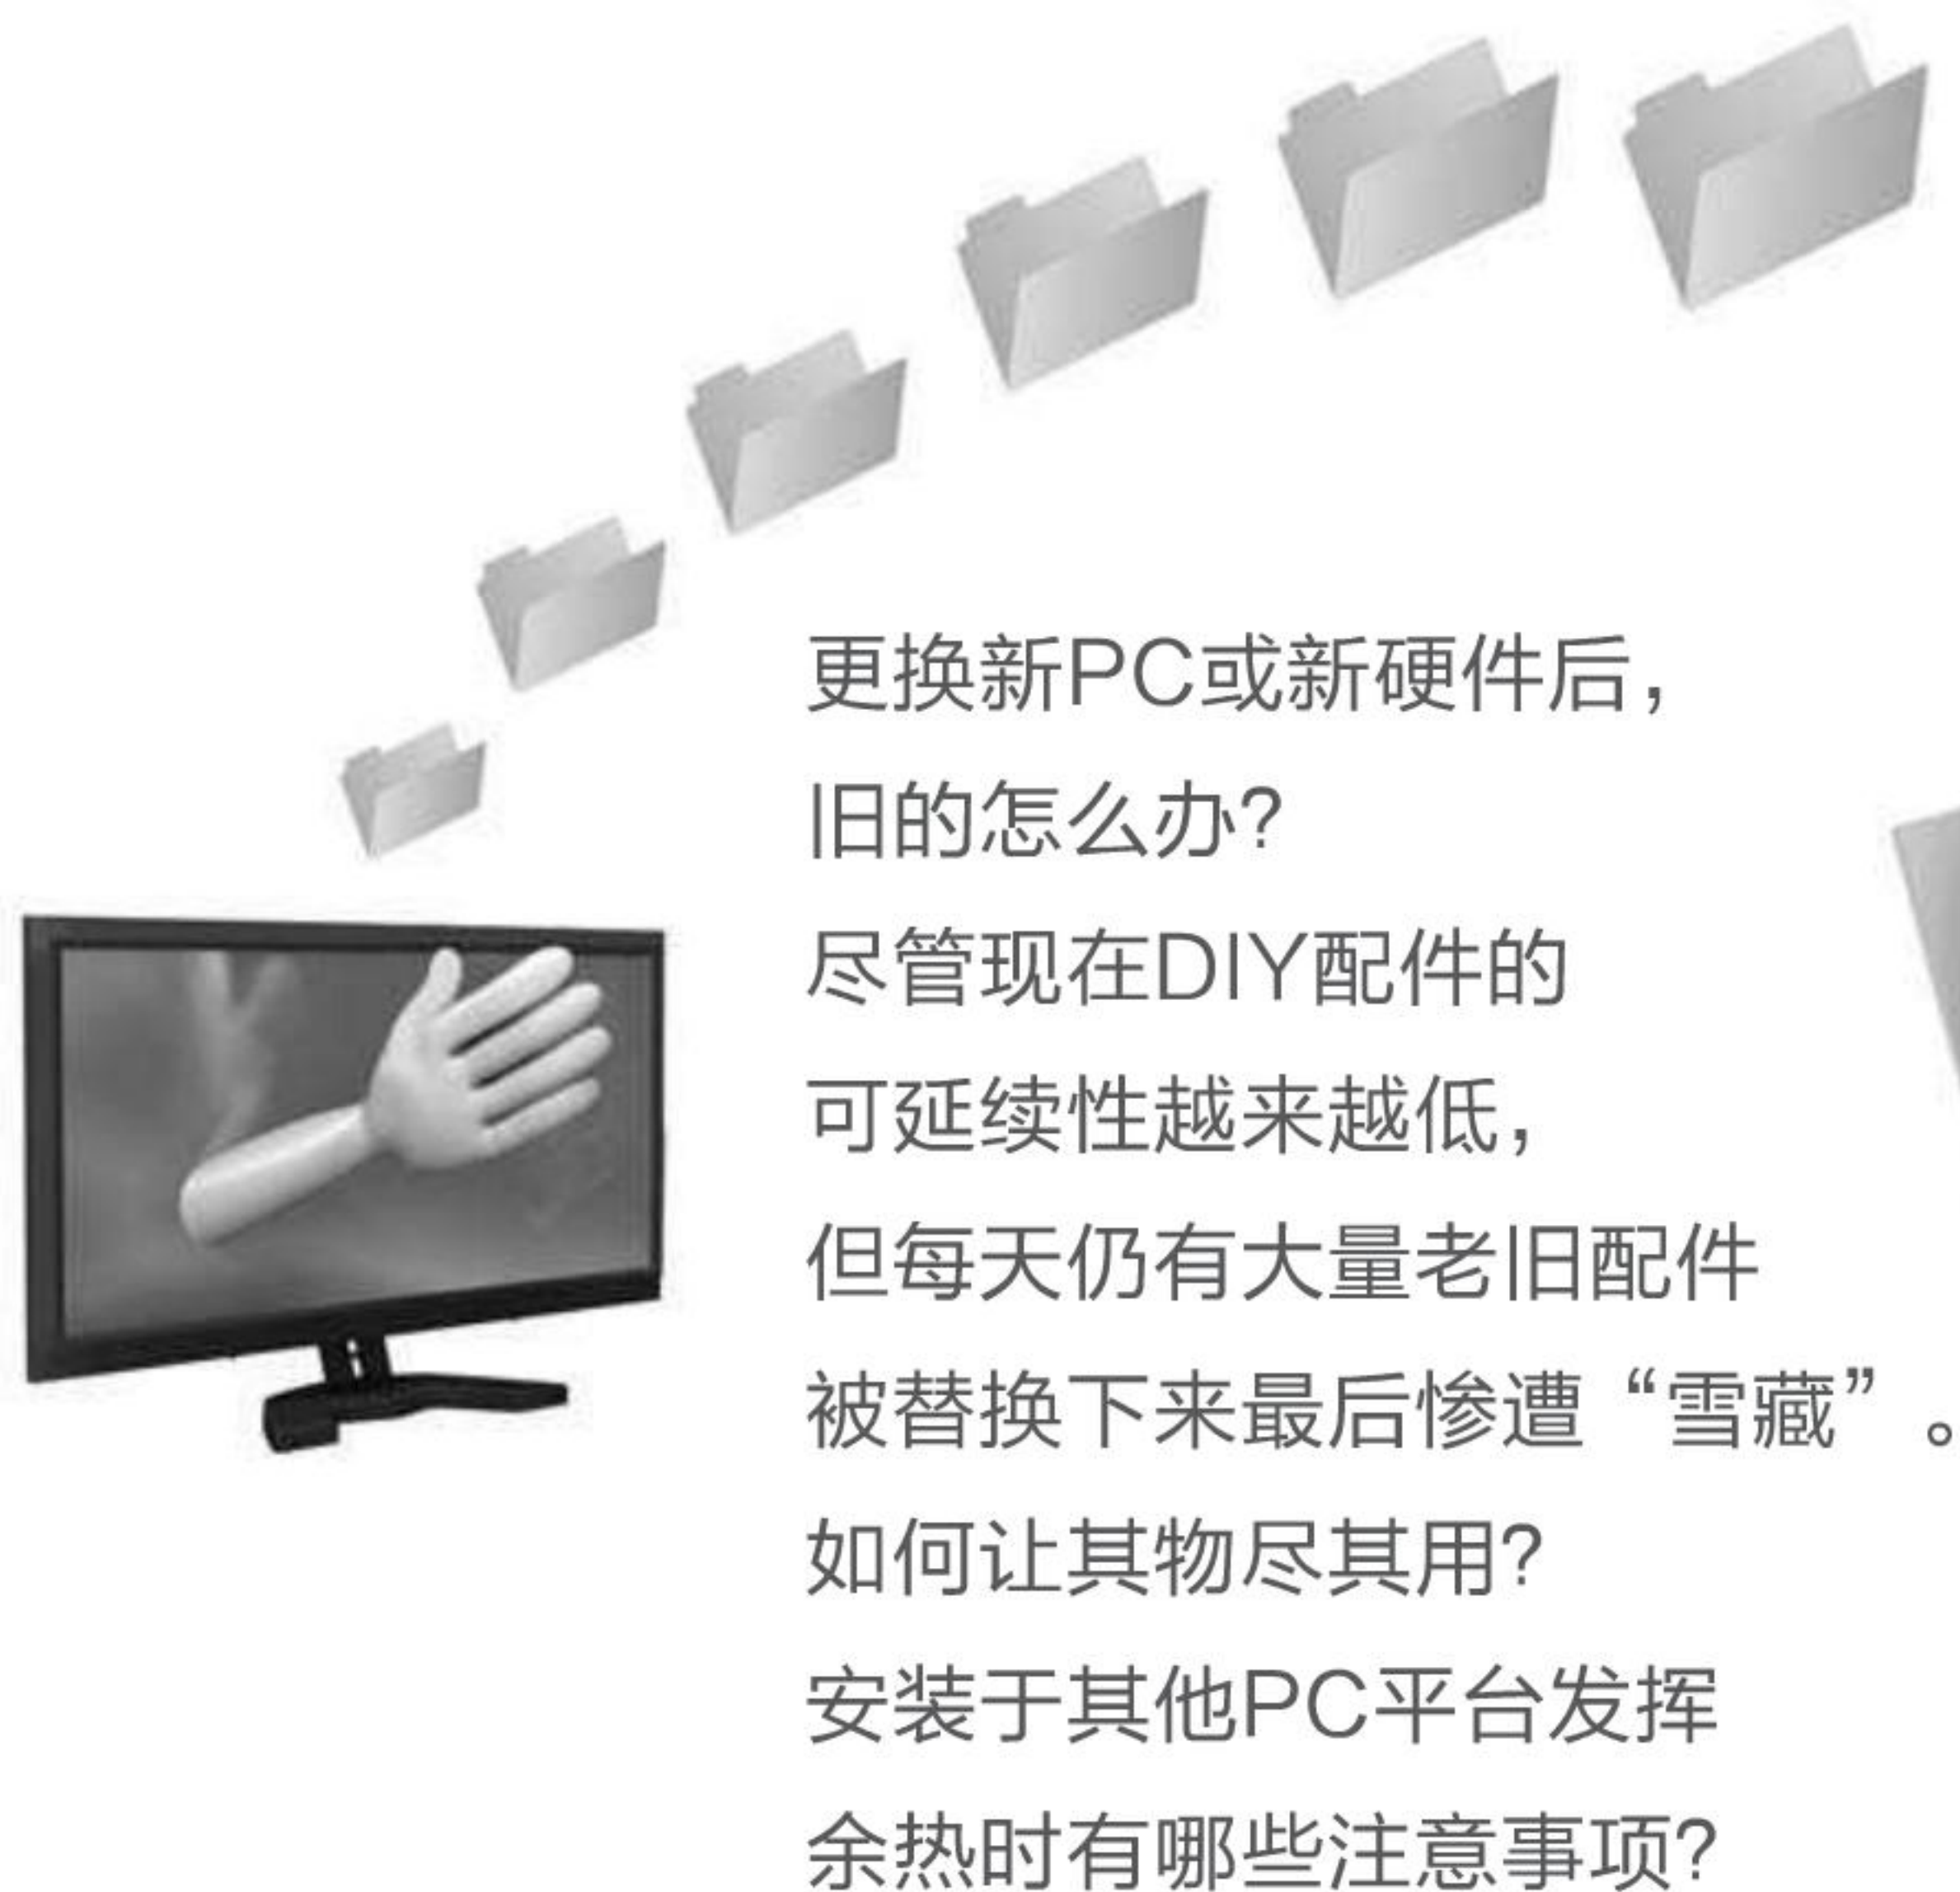 更换新PC或新硬件后，
旧的怎么办？
尽管现在DIY配件的
可延续性越来越低，
但每天仍有大量老旧配件
被替换下来最后惨遭“雪藏”。
如何让其物尽其用？
安装于其他PC平台发挥
余热时有哪些注意事项？